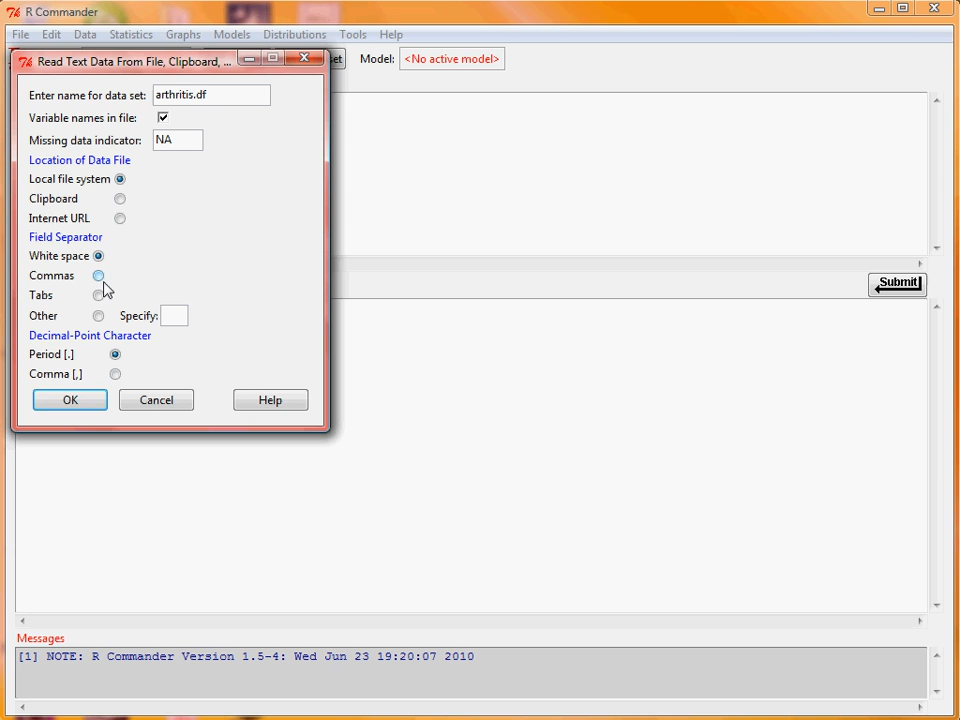 R Commander
File Edit Data Statistics Graphs Models Distributions Tools Help
Read Text Data From File, Clipboard, ...
et Model: <No active model>
Enter name for data set: arthritis.df
Variable names in file:
Missing data indicator: NA
Location of Data File
Local file system
Clipboard
Internet URL
Field Separator
White space
Commas
Tabs
Other Specify:
Decimal-Point Character
Period [.]
Comma [,]
OK Cancel Help
Submit
Messages
[1] NOTE: R Commander Version 1.5-4: Wed Jun 23 19:20:07 2010